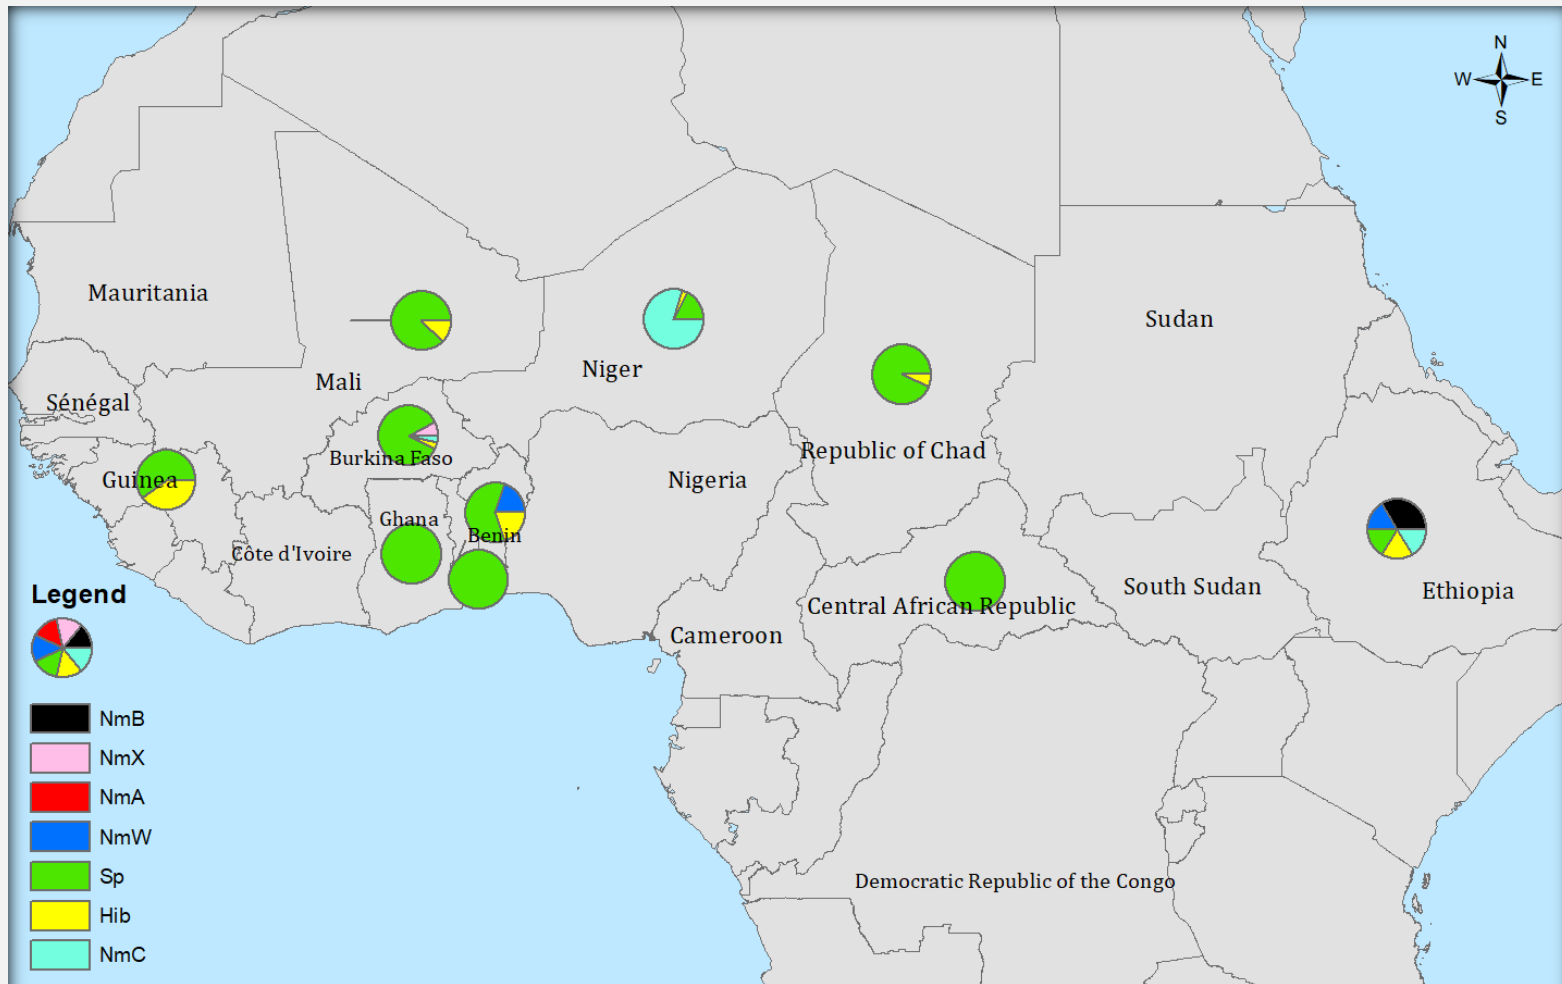 N
W E
S
Mauritania
Sudan
Niger
Mali
Sénégal
Republic of Chad
Burkina Faso
Guinea
Nigeria
Ghana
Benin
Côte d'Ivoire
South Sudan
Ethiopia
Central African Republic
Cameroon
Democratic Republic of the Congo
Legend
NmB
NmX
NmA
NmW
Sp
Hib
NmC